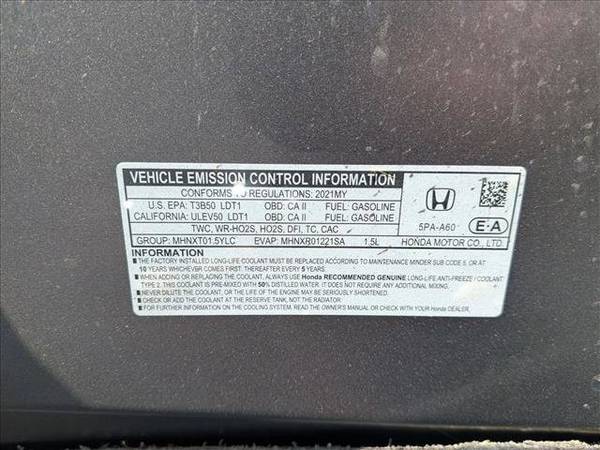 VEHICLE EMISSION CONTROL INFORMATION
CONFORMS TO REGULATIONS: 2021MY
U.S. EPA: T3B50 LDT1 OBD: CA II FUEL: GASOLINE
CALIFORNIA: ULEV50 LDT1 OBD: CA II FUEL: GASOLINE
TWC, WR-HO2S, HO2S, DFI, TC, CAC
5PA-A60 E-A
GROUP: MHNXT01.5YLC EVAP: MHNXR01221SA 1.5L HONDA MOTOR CO., LTD.
INFORMATION
■ THE FACTORY INSTALLED LONG-LIFE COOLANT MUST BE REPLACED ACCORDING TO MAINTENANCE MINDER SUB CODE 5, OR AT
10 YEARS WHICHEVER COMES FIRST. THEREAFTER EVERY 5 YEARS.
■ WHEN ADDING OR REPLACING COOLANT, ALWAYS USE Honda RECOMMENDED GENUINE LONG-LIFE ANTI-FREEZE / COOLANT
TYPE 2. THIS COOLANT IS PRE-MIXED WITH 50% DISTILLED WATER. IT DOES NOT REQUIRE ANY ADDITIONAL MIXING.
■ NEVER DILUTE THE COOLANT, OR THE LIFE OF THE ENGINE MAY BE SERIOUSLY SHORTENED.
■ CHECK OR ADD COOLANT AT THE RESERVE TANK, NOT THE RADIATOR.
■ FOR FURTHER INFORMATION ON THE COOLING SYSTEM, READ THE OWNER'S MANUAL OR CHECK WITH YOUR Honda DEALER.